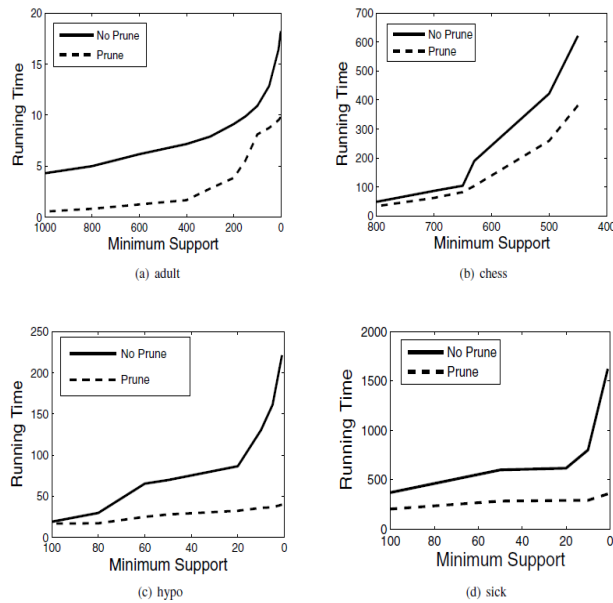 20
15
10
5
0
Running Time
No Prune
Prune
1000 800 600 400 200 0
Minimum Support
(a) adult
700
600
500
400
300
200
100
0
Running Time
No Prune
Prune
800 700 600 500 400
Minimum Support
(b) chess
250
200
150
100
50
0
Running Time
No Prune
Prune
100 80 60 40 20 0
Minimum Support
(c) hypo
2000
1500
1000
500
0
Running Time
No Prune
Prune
100 80 60 40 20 0
Minimum Support
(d) sick